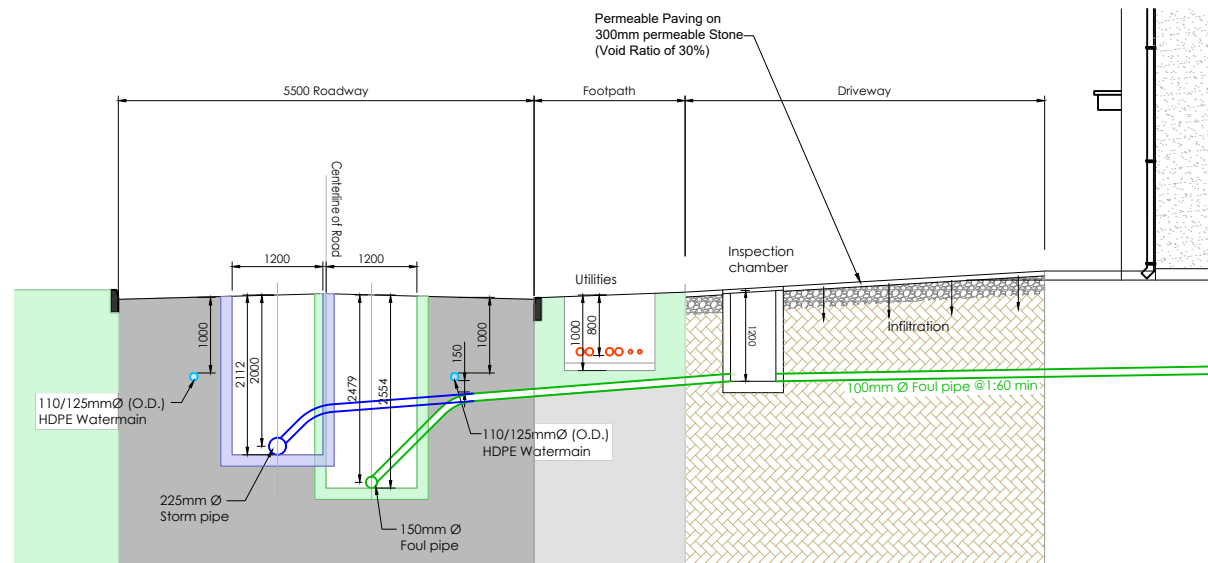 Permeable Paving on
300mm permeable Stone
(Void Ratio of 30%)
5500 Roadway
Footpath
Driveway
Centerline of Road
1200
1200
Utilities
Inspection
chamber
1000
2112
2000
2479
2554
1000
150
1000
800
1200
Infiltration
100mm Ø Foul pipe @1:60 min
110/125mmØ (O.D.)
HDPE Watermain
110/125mmØ (O.D.)
HDPE Watermain
225mm Ø
Storm pipe
150mm Ø
Foul pipe